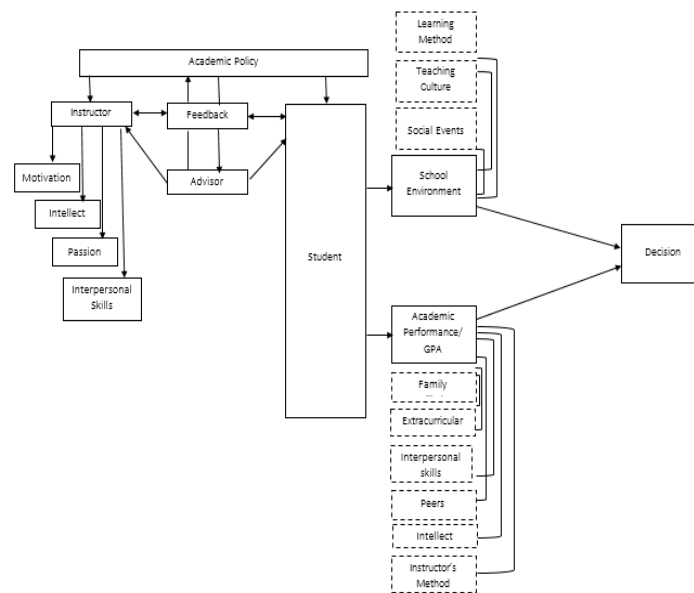 Learning
Method
Academic Policy
Teaching
Culture
Instructor
Feedback
Social Events
Motivation
Advisor
School
Environment
Intellect
Passion
Student
Decision
Interpersonal
Skills
Academic
Performance/
GPA
Family
Extracurricular
Interpersonal
skills
Peers
Intellect
Instructor's
Method